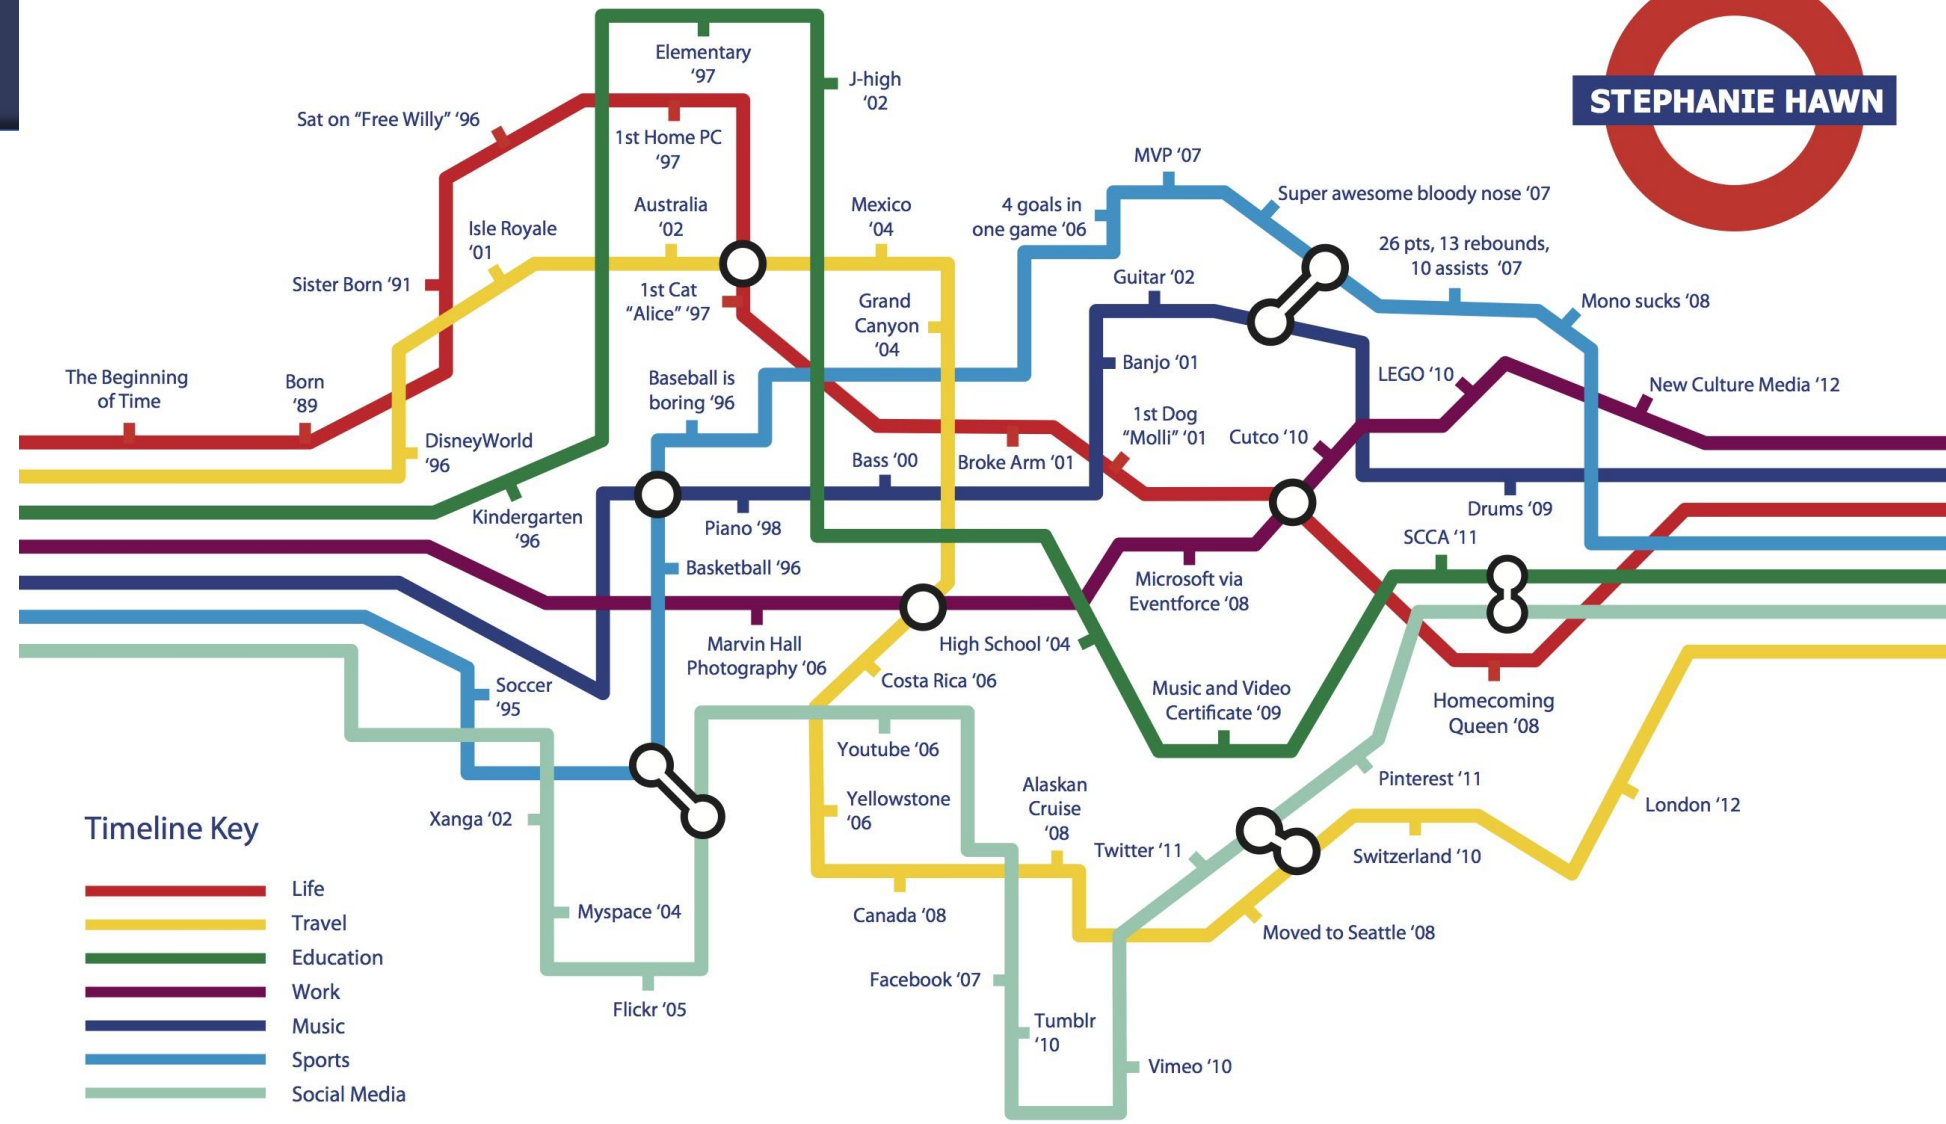 STEPHANIE HAWN
Elementary
‘97
J-high
‘02
Sat on “Free Willy” ‘96
1st Home PC
‘97
MVP ‘07
Super awesome bloody nose ‘07
Isle Royale
‘01
Australia
‘02
Mexico
‘04
4 goals in
one game ‘06
26 pts, 13 rebounds,
10 assists ‘07
Sister Born ‘91
1st Cat
“Alice” ‘97
Grand
Canyon
‘04
Guitar ‘02
Mono sucks ‘08
The Beginning
of Time
Born
‘89
Baseball is
boring ‘96
Banjo ‘01
LEGO ‘10
New Culture Media ‘12
DisneyWorld
‘96
1st Dog
“Molli” ‘01
Cutco ‘10
Bass ‘00
Broke Arm ‘01
Kindergarten
‘96
Piano ‘98
Drums ‘09
SCCA ‘11
Basketball ‘96
Microsoft via
Eventforce ‘08
Marvin Hall
Photography ‘06
High School ‘04
Soccer
‘95
Costa Rica ‘06
Music and Video
Certificate ‘09
Homecoming
Queen ‘08
Youtube ‘06
Pinterest ‘11
Xanga ‘02
Yellowstone
‘06
Alaskan
Cruise
‘08
London ‘12
Twitter ‘11
Switzerland ‘10
Myspace ‘04
Canada ‘08
Moved to Seattle ‘08
Flickr ‘05
Facebook ‘07
Tumblr
‘10
Vimeo ‘10
Timeline Key
Life
Travel
Education
Work
Music
Sports
Social Media